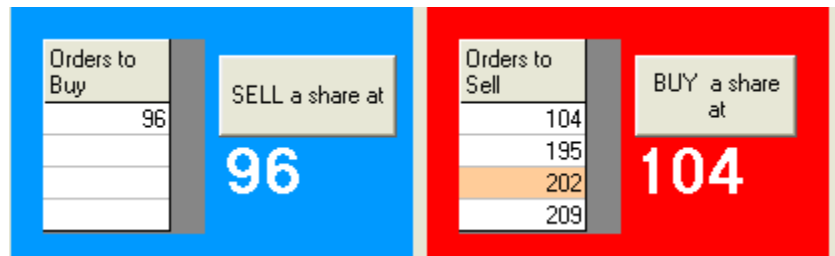 Orders to
Buy
96
SELL a share at
96
Orders to
Sell
104
195
202
209
BUY a share
at
104